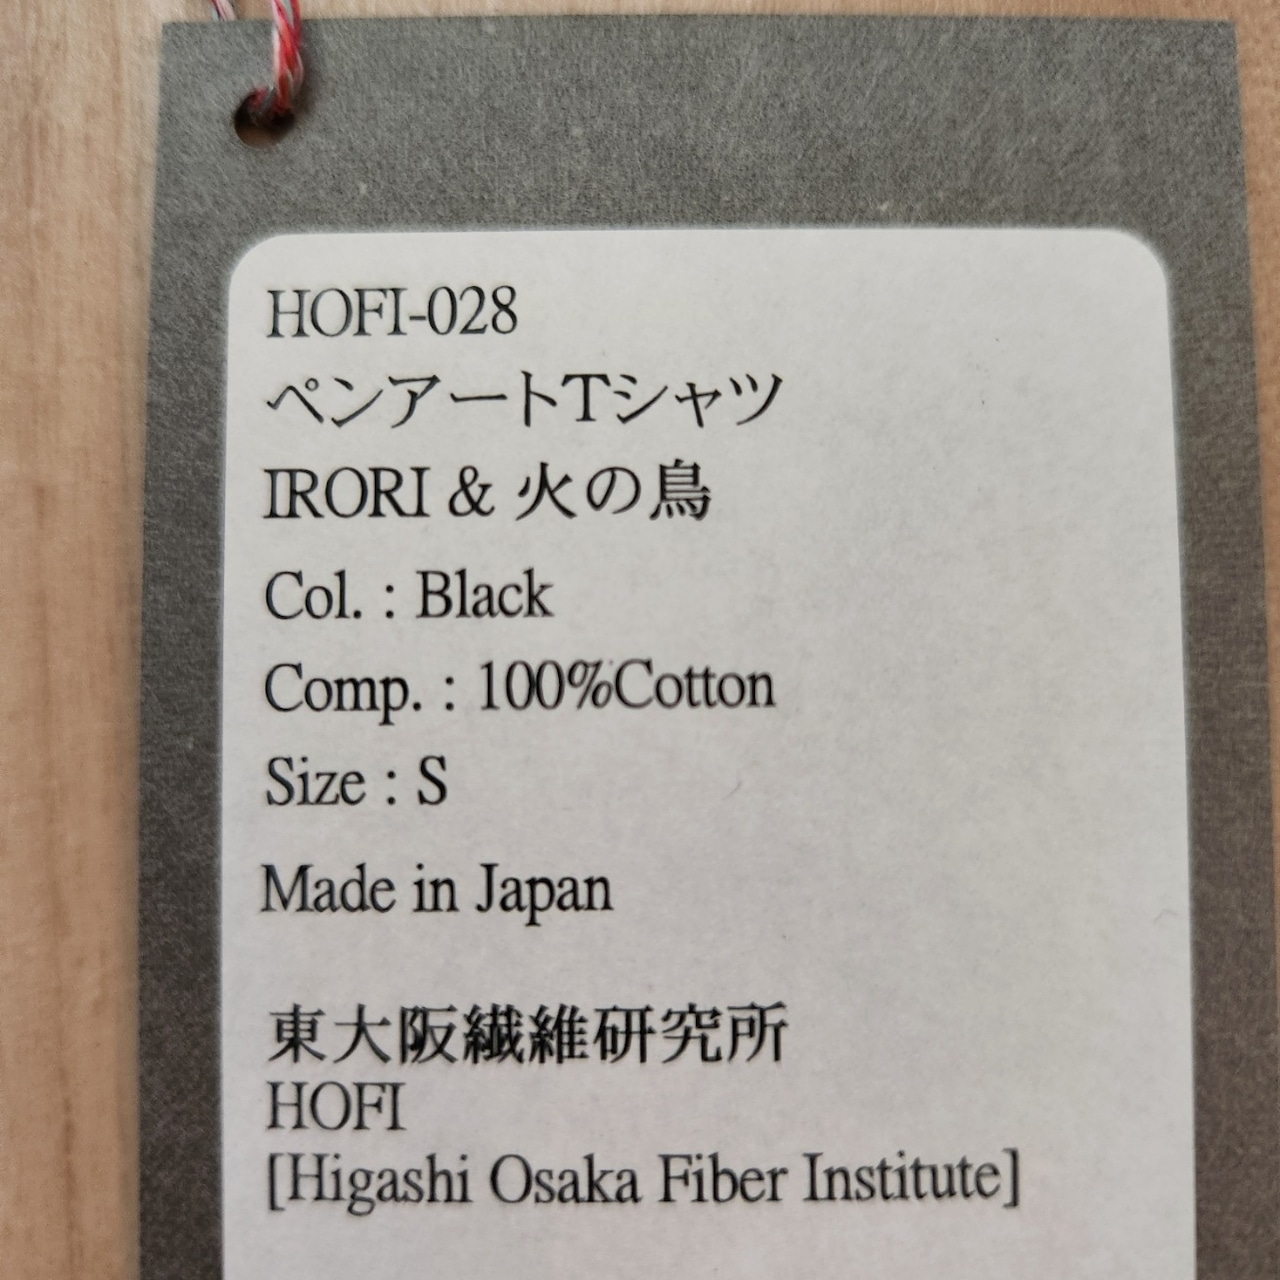 HOFI-028
ペンアートTシャツ
IRORI & 火の鳥
Col. : Black
Comp. : 100%Cotton
Size : S
Made in Japan
東大阪繊維研究所
HOFI
[Higashi Osaka Fiber Institute]